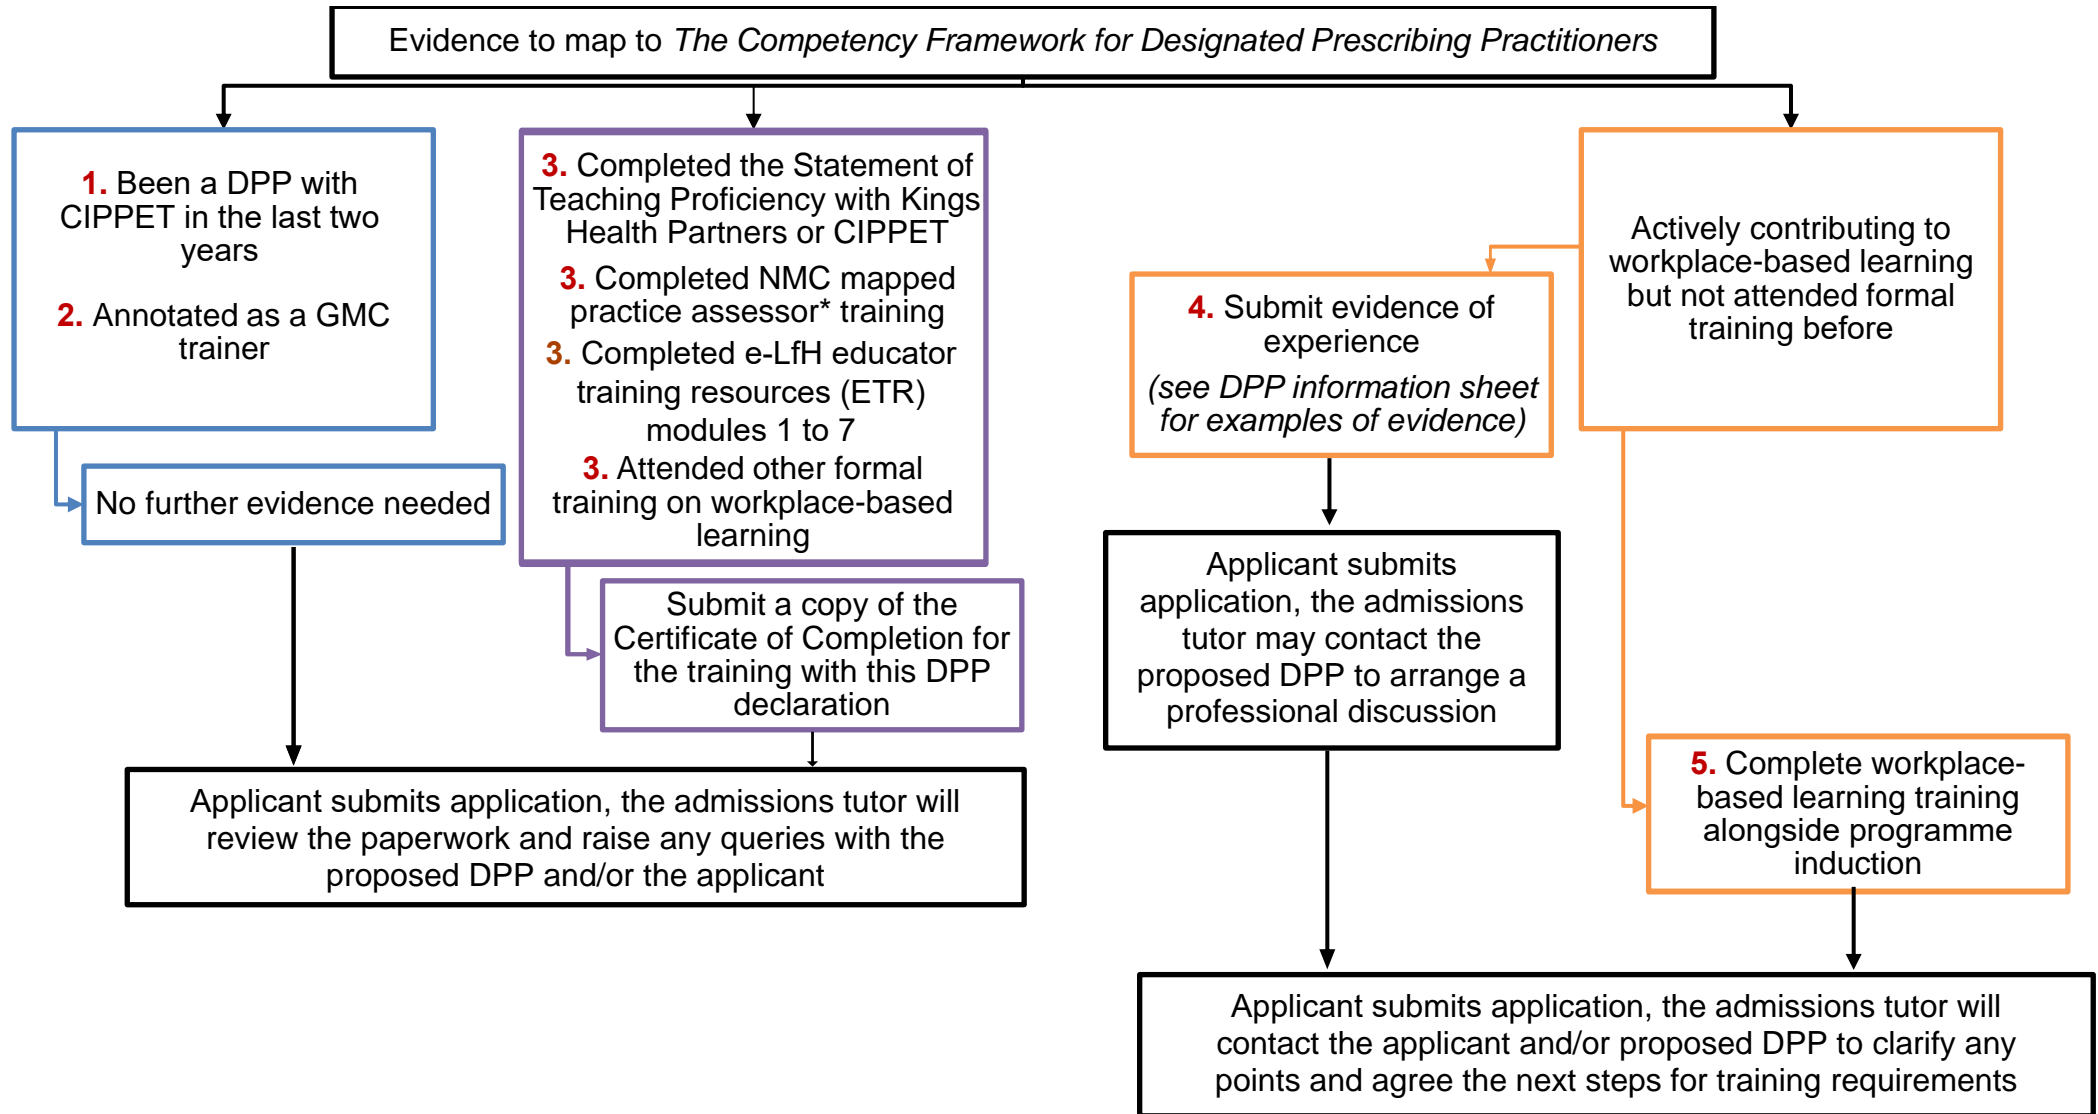 Evidence to map to The Competency Framework for Designated Prescribing Practitioners
1. Been a DPP with
CIPPET in the last two
years
2. Annotated as a GMC
trainer
No further evidence needed
3. Completed the Statement of
Teaching Proficiency with Kings
Health Partners or CIPPET
3. Completed NMC mapped
practice assessor* training
3. Completed e-LfH educator
training resources (ETR)
modules 1 to 7
3. Attended other formal
training on workplace-based
learning
Submit a copy of the
Certificate of Completion for
the training with this DPP
declaration
Applicant submits application, the admissions tutor will
review the paperwork and raise any queries with the
proposed DPP and/or the applicant
Actively contributing to
workplace-based learning
but not attended formal
training before
4. Submit evidence of
experience
(see DPP information sheet
for examples of evidence)
Applicant submits
application, the admissions
tutor may contact the
proposed DPP to arrange a
professional discussion
5. Complete workplace-
based learning training
alongside programme
induction
Applicant submits application, the admissions tutor will
contact the applicant and/or proposed DPP to clarify any
points and agree the next steps for training requirements